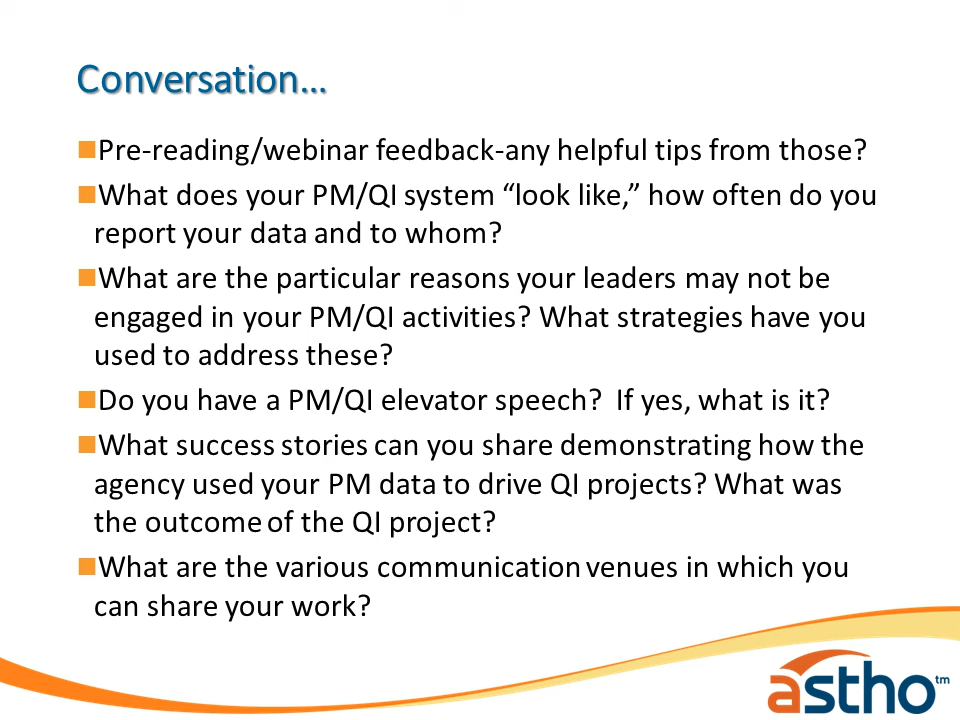 Conversation…
Pre-reading/webinar feedback-any helpful tips from those?
What does your PM/QI system “look like,” how often do you
report your data and to whom?
What are the particular reasons your leaders may not be
engaged in your PM/QI activities? What strategies have you
used to address these?
Do you have a PM/QI elevator speech?  If yes, what is it?
What success stories can you share demonstrating how the
agency used your PM data to drive QI projects? What was
the outcome of the QI project?
What are the various communication venues in which you
can share your work?
astho tm